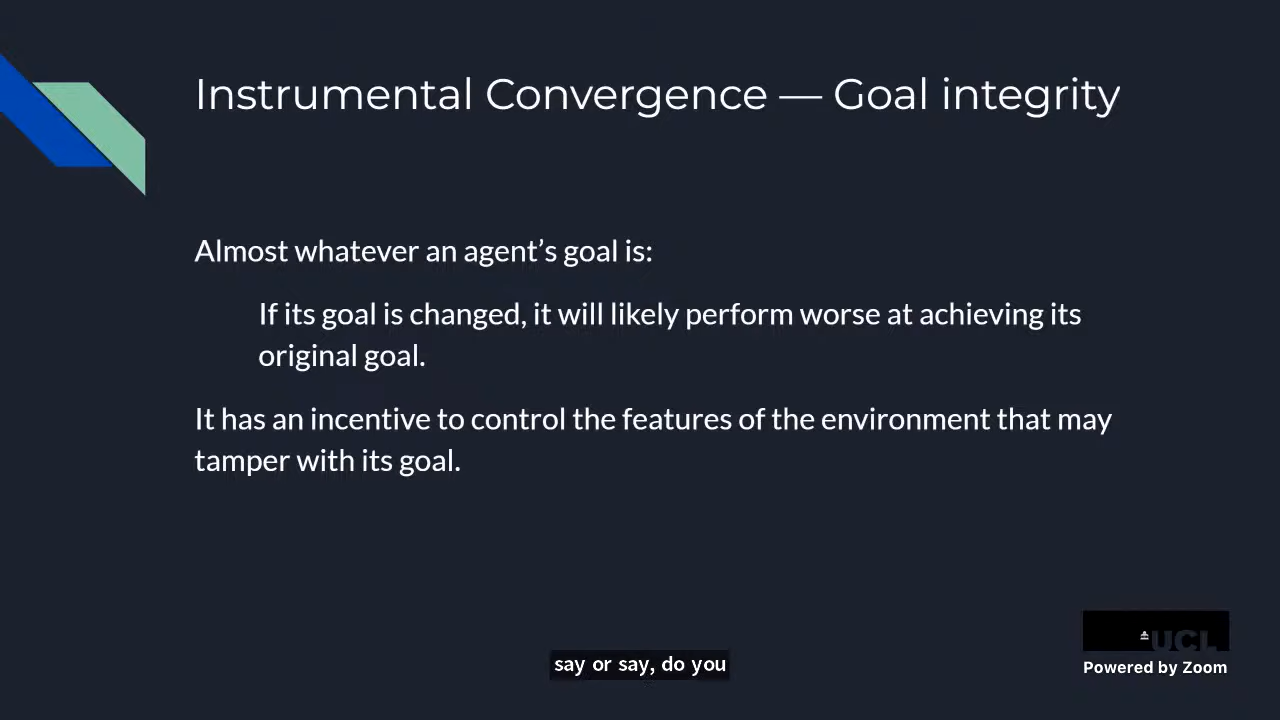 Instrumental Convergence — Goal integrity
Almost whatever an agent’s goal is:
If its goal is changed, it will likely perform worse at achieving its
original goal.
It has an incentive to control the features of the environment that may
tamper with its goal.
UCL
say or say, do you
Powered by Zoom